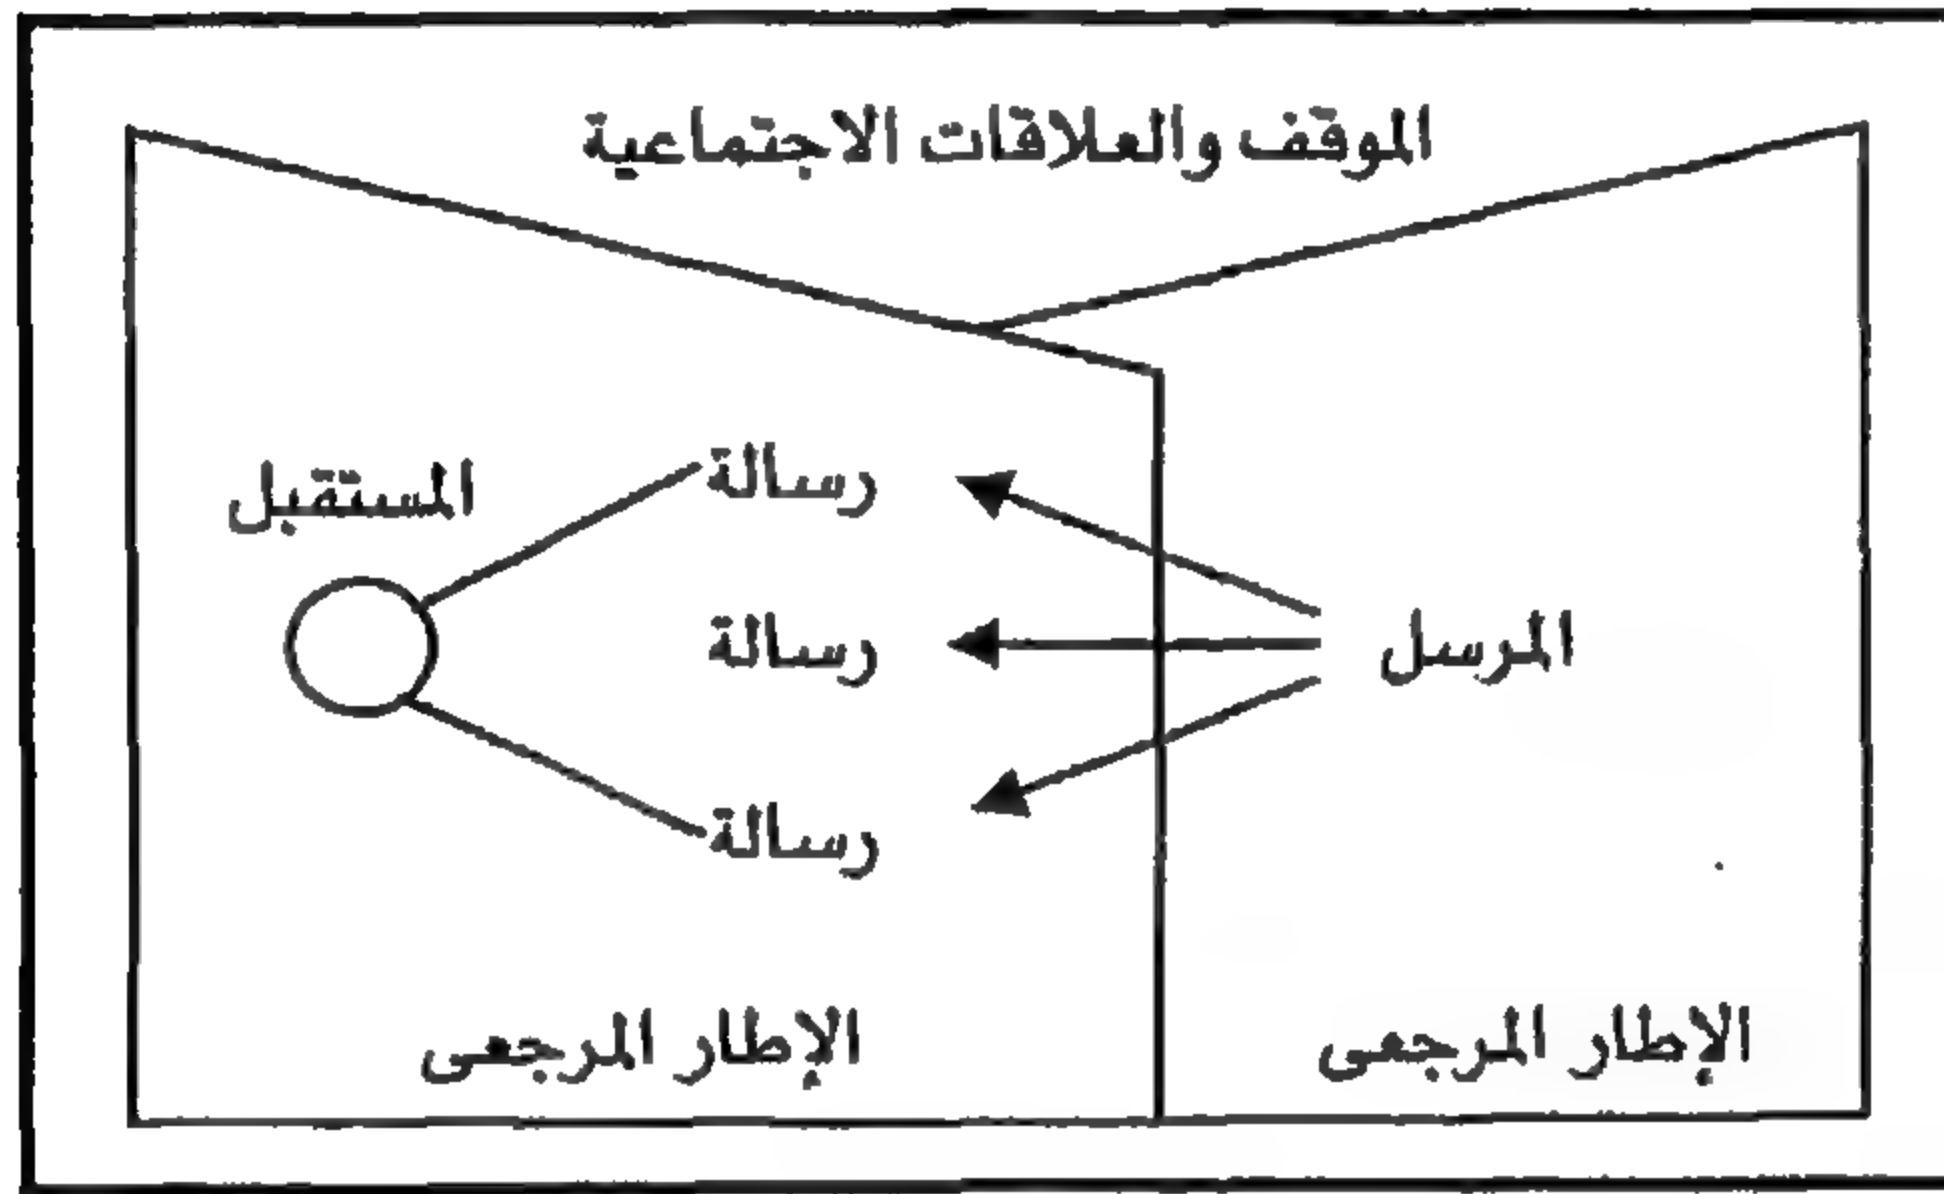 الموقف والعلاقات الاجتماعية
المرسل
رسالة
رسالة
رسالة
المستقبل
الإطار المرجعى
الإطار المرجعى